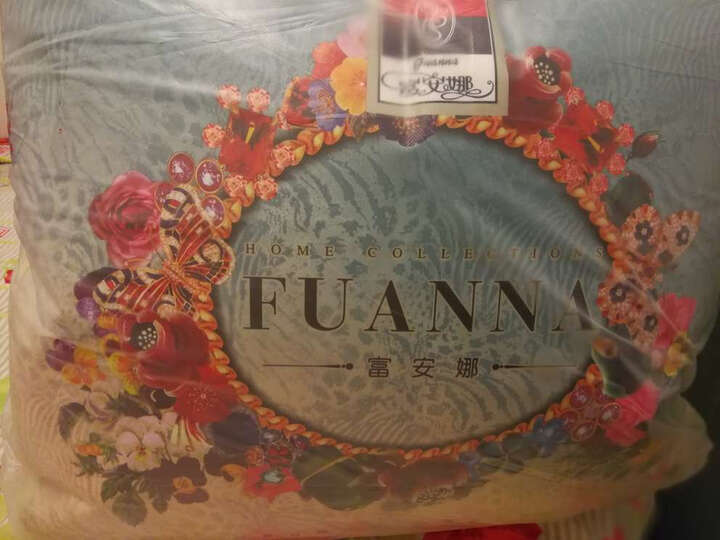 Fuanna
富安娜
HOME COLLECTIONS
FUANNA
富安娜